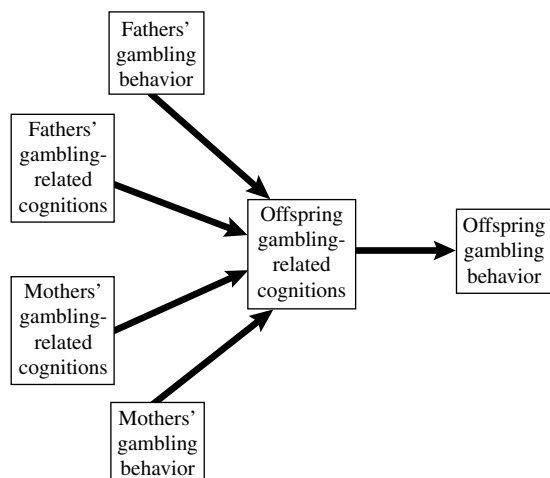 Fathers'
gambling
behavior
Fathers'
gambling-
related
cognitions
Offspring
gambling-
related
cognitions
Offspring
gambling
behavior
Mothers'
gambling-
related
cognitions
Mothers'
gambling
behavior